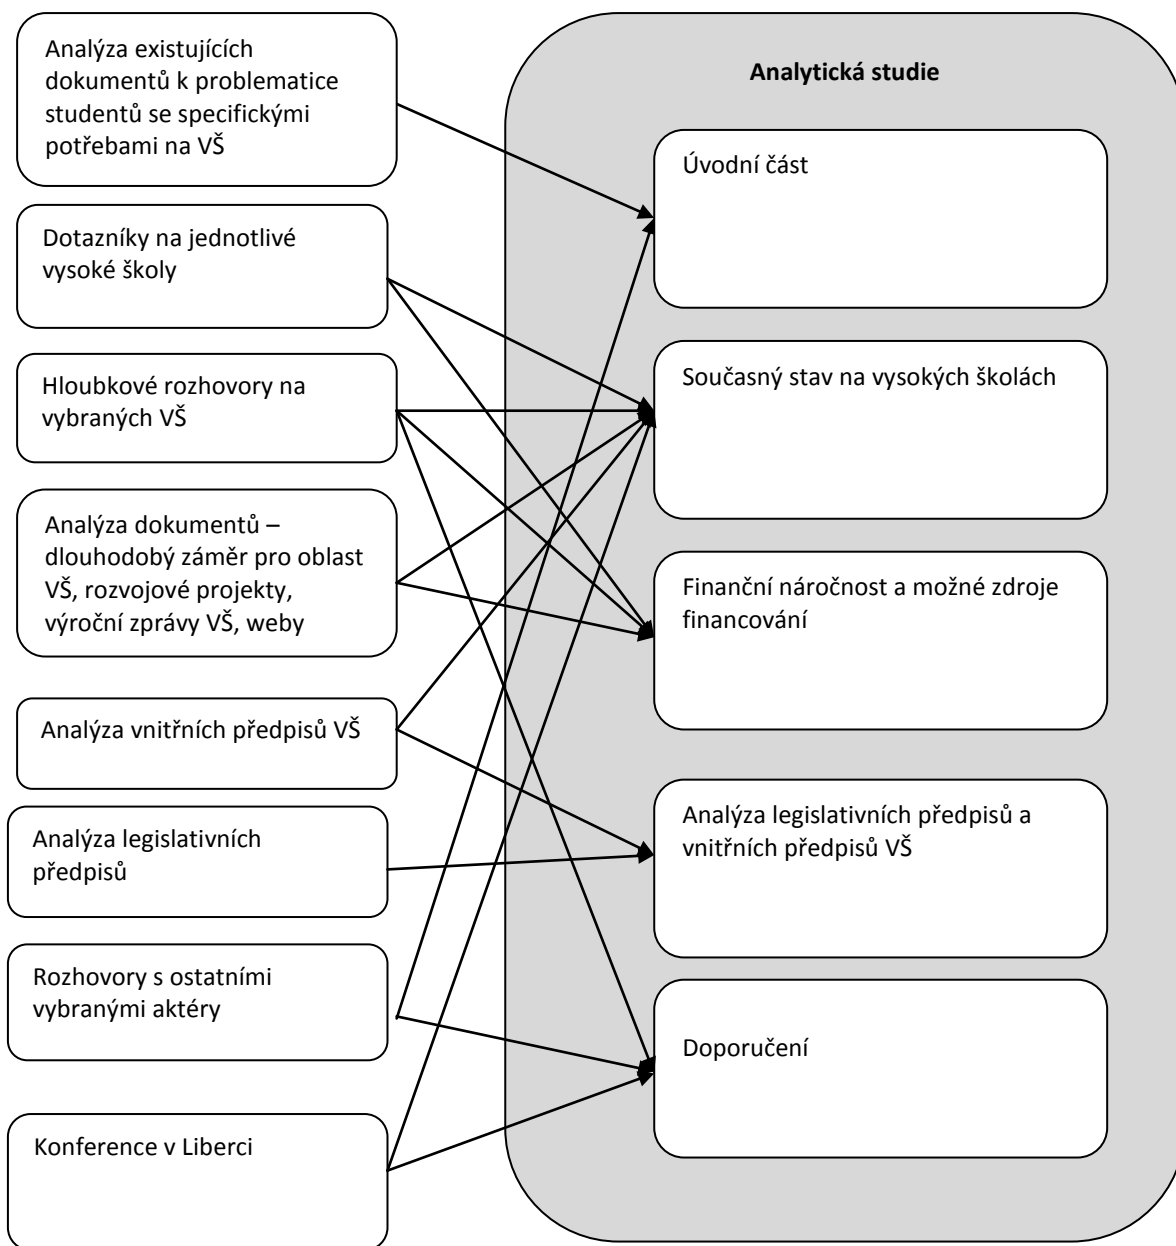 Analýza existujících
dokumentů k problematice
studentů se specifickými
potřebami na VŠ
Dotazníky na jednotlivé
vysoké školy
Hloubkové rozhovory na
vybraných VŠ
Analýza dokumentů –
dlouhodobý záměr pro oblast
VŠ, rozvojové projekty,
výroční zprávy VŠ, weby
Analýza vnitřních předpisů VŠ
Analýza legislativních
předpisů
Rozhovory s ostatními
vybranými aktéry
Konference v Liberci
Analytická studie
Úvodní část
Současný stav na vysokých školách
Finanční náročnost a možné zdroje
financování
Analýza legislativních předpisů a
vnitřních předpisů VŠ
Doporučení